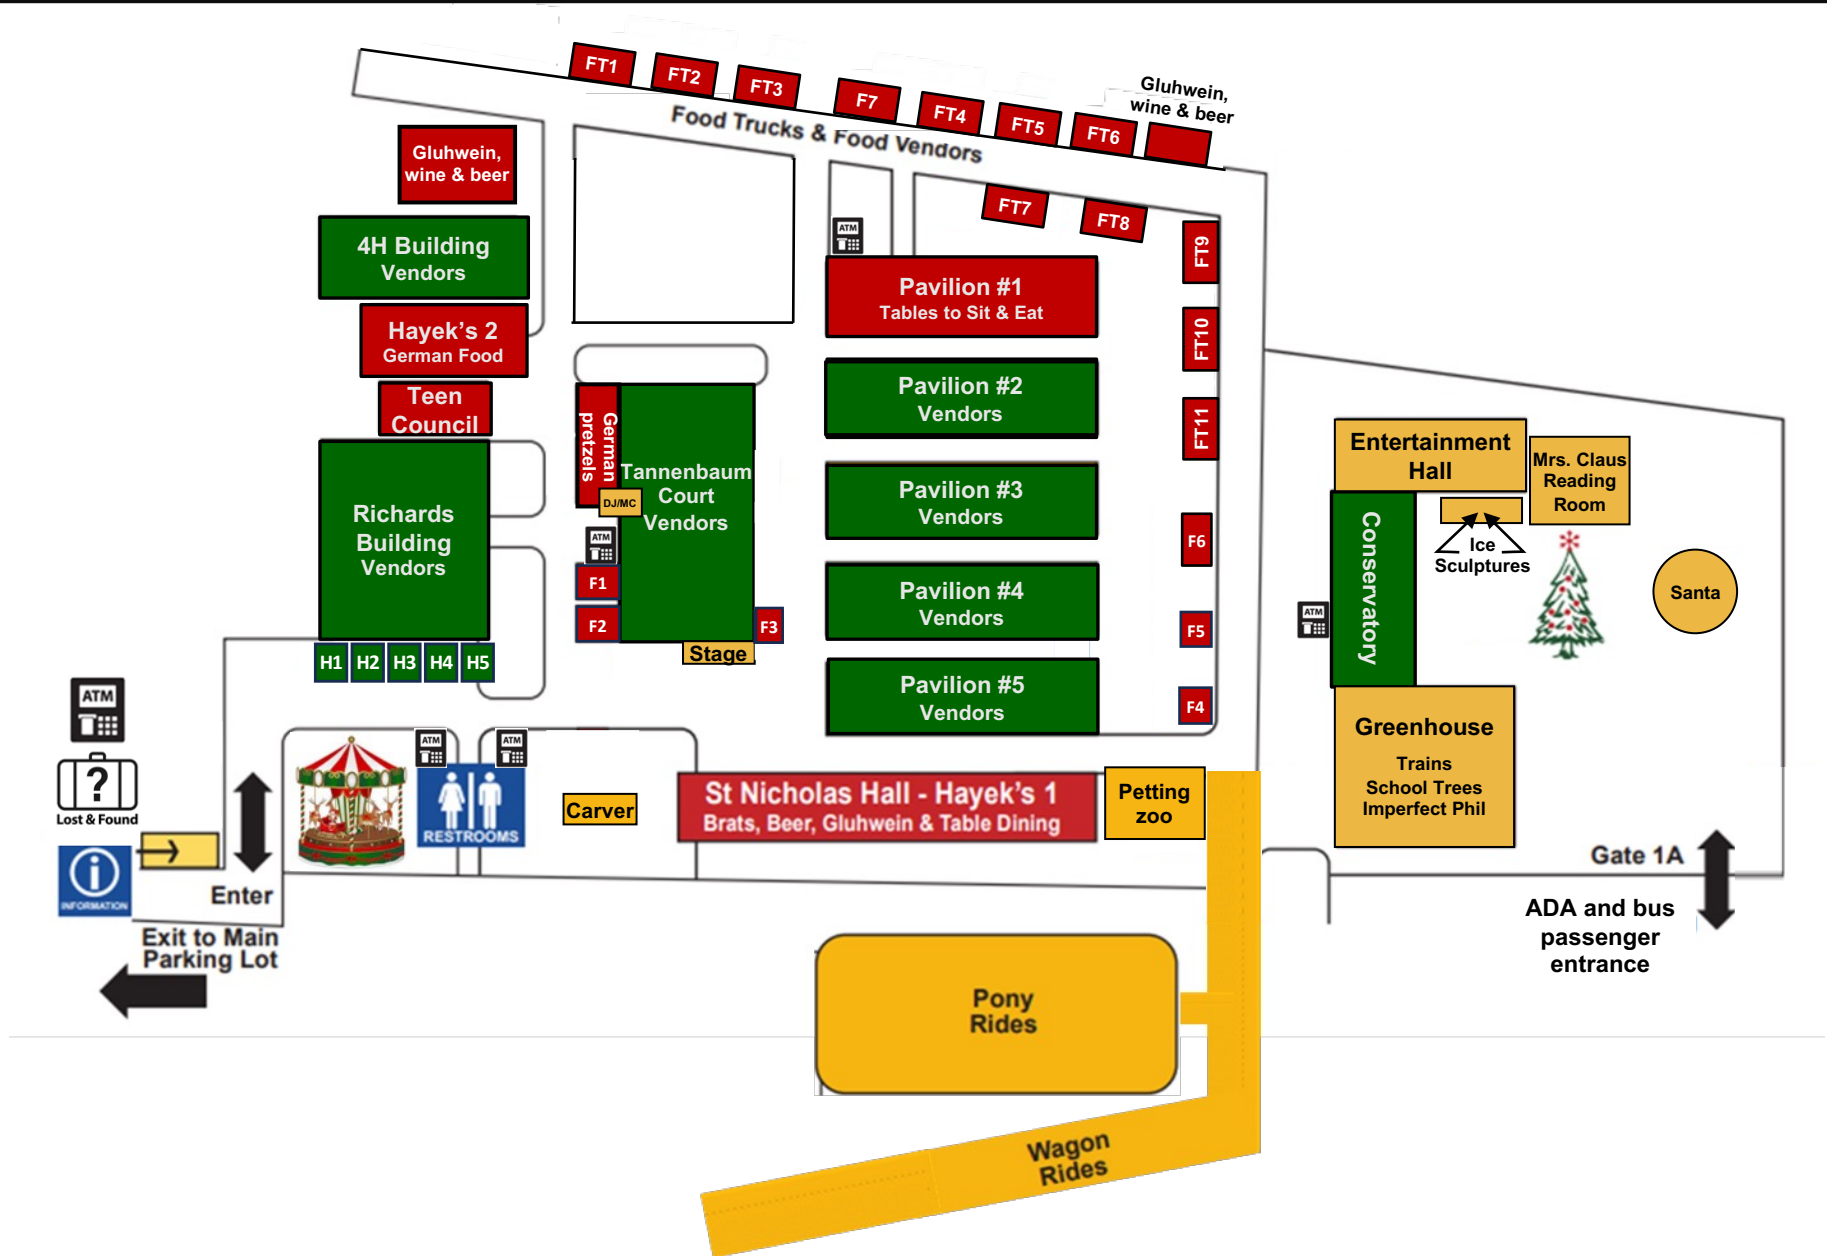 FT1
FT2
FT3
F7
FT4
FT5
FT6
Gluhwein,
wine & beer
Food Trucks & Food Vendors
Gluhwein,
wine & beer
4H Building
Vendors
Hayek's 2
German Food
Teen
Council
Richards
Building
Vendors
H1
H2
H3
H4
H5
German
pretzels
DJ/MC
Tannenbaum
Court
Vendors
ATM
F1
F2
F3
Stage
ATM
FT7
FT8
FT9
FT10
FT11
Pavilion #1
Tables to Sit & Eat
Pavilion #2
Vendors
Pavilion #3
Vendors
Pavilion #4
Vendors
Pavilion #5
Vendors
F6
F5
F4
Entertainment
Hall
Mrs. Claus
Reading
Room
Ice
Sculptures
Conservatory
ATM
Santa
Greenhouse
Trains
School Trees
Imperfect Phil
Gate 1A
ADA and bus
passenger
entrance
ATM
?
Lost & Found
i
INFORMATION
Enter
Exit to Main
Parking Lot
ATM
ATM
RESTROOMS
Carver
St Nicholas Hall - Hayek's 1
Brats, Beer, Gluhwein & Table Dining
Petting
zoo
Pony
Rides
Wagon
Rides